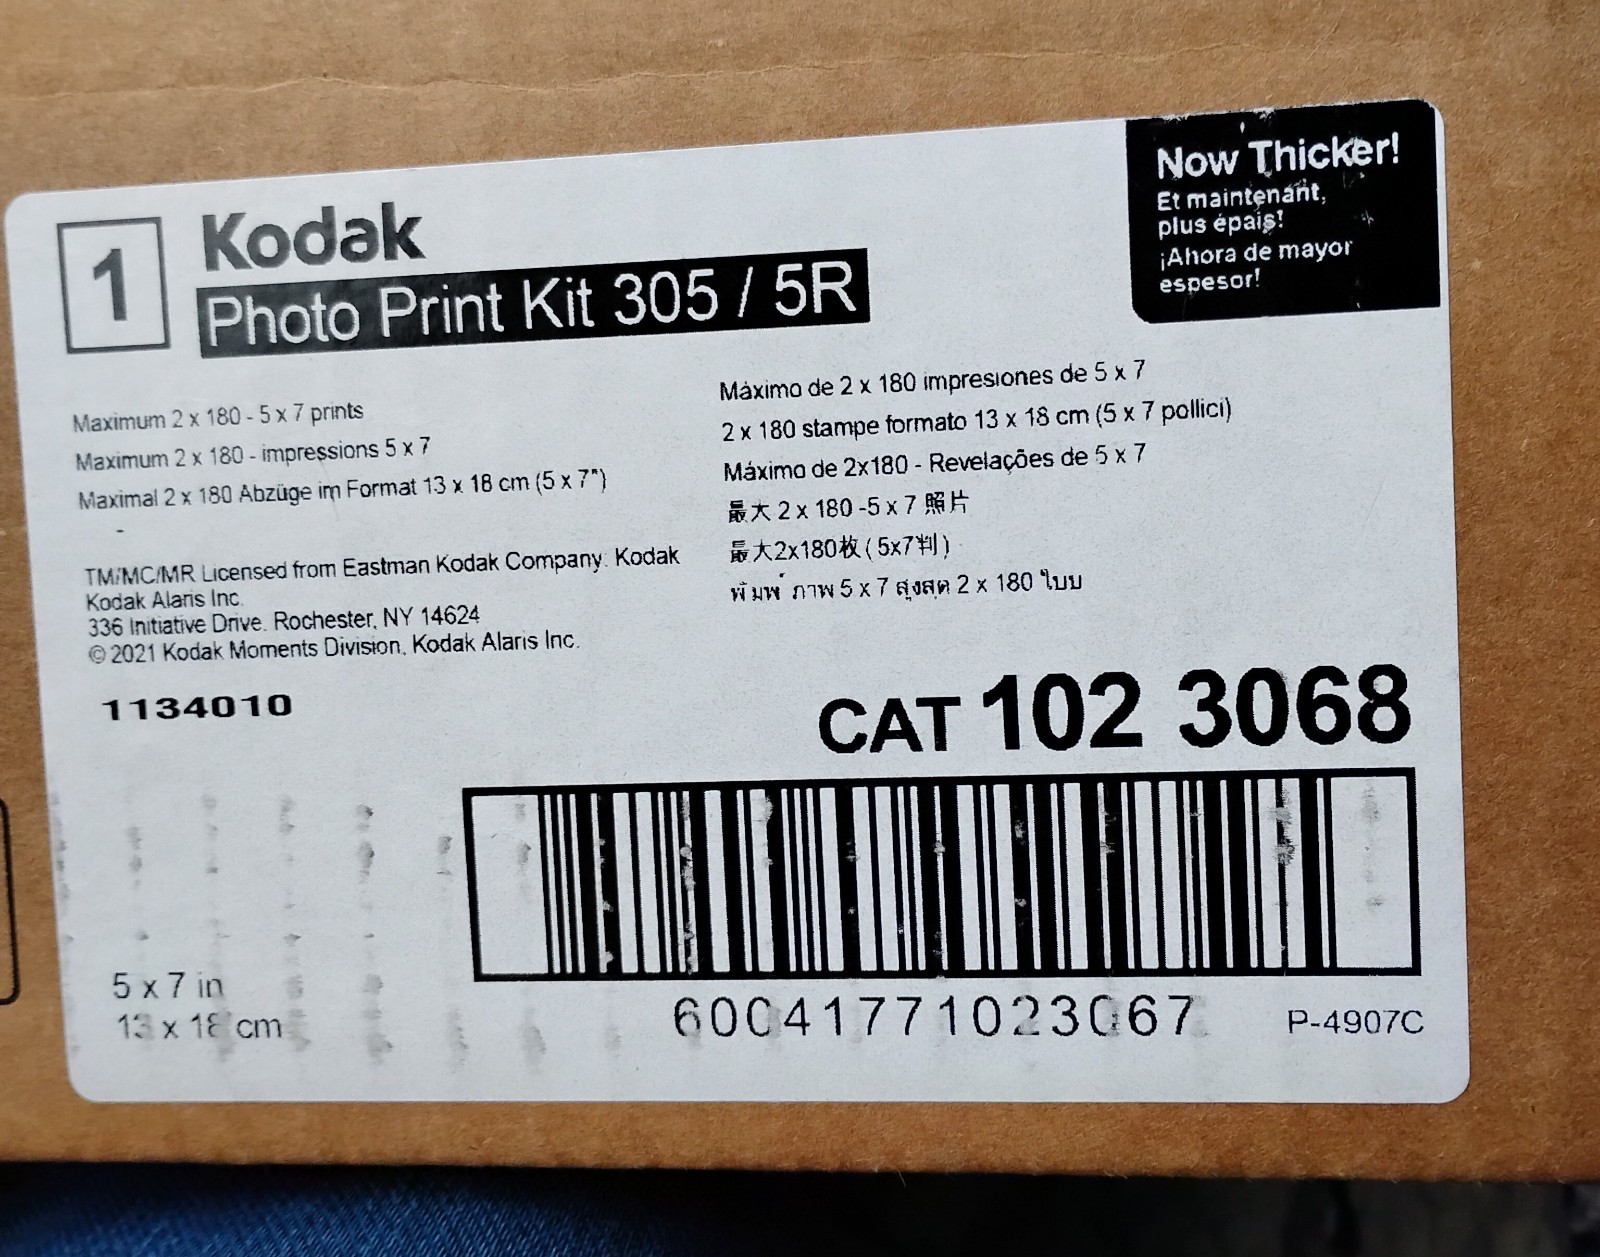 1
Kodak
Photo Print Kit 305 / 5R
Now Thicker!
Et maintenant,
plus épais!
¡Ahora de mayor
espesor!
Maximum 2 x 180 - 5 x 7 prints
Maximum 2 x 180 - impressions 5 x 7
Maximal 2 x 180 Abzüge im Format 13 x 18 cm (5 x 7")
Máximo de 2 x 180 impresiones de 5 x 7
2 x 180 stampe formato 13 x 18 cm (5 x 7 pollici)
Máximo de 2x180 - Revelações de 5 x 7
最大 2 x 180 -5 x 7 照片
最大2x180枚 (5x7判)
พิมพ์ ภาพ 5 x 7 สูงสุด 2 x 180 ใบบ
TM/MC/MR Licensed from Eastman Kodak Company: Kodak
Kodak Alaris Inc.
336 Initiative Drive. Rochester, NY 14624
© 2021 Kodak Moments Division, Kodak Alaris Inc.
1134010
CAT 102 3068
5 x 7 in
13 x 18 cm
60041771023067
P-4907C